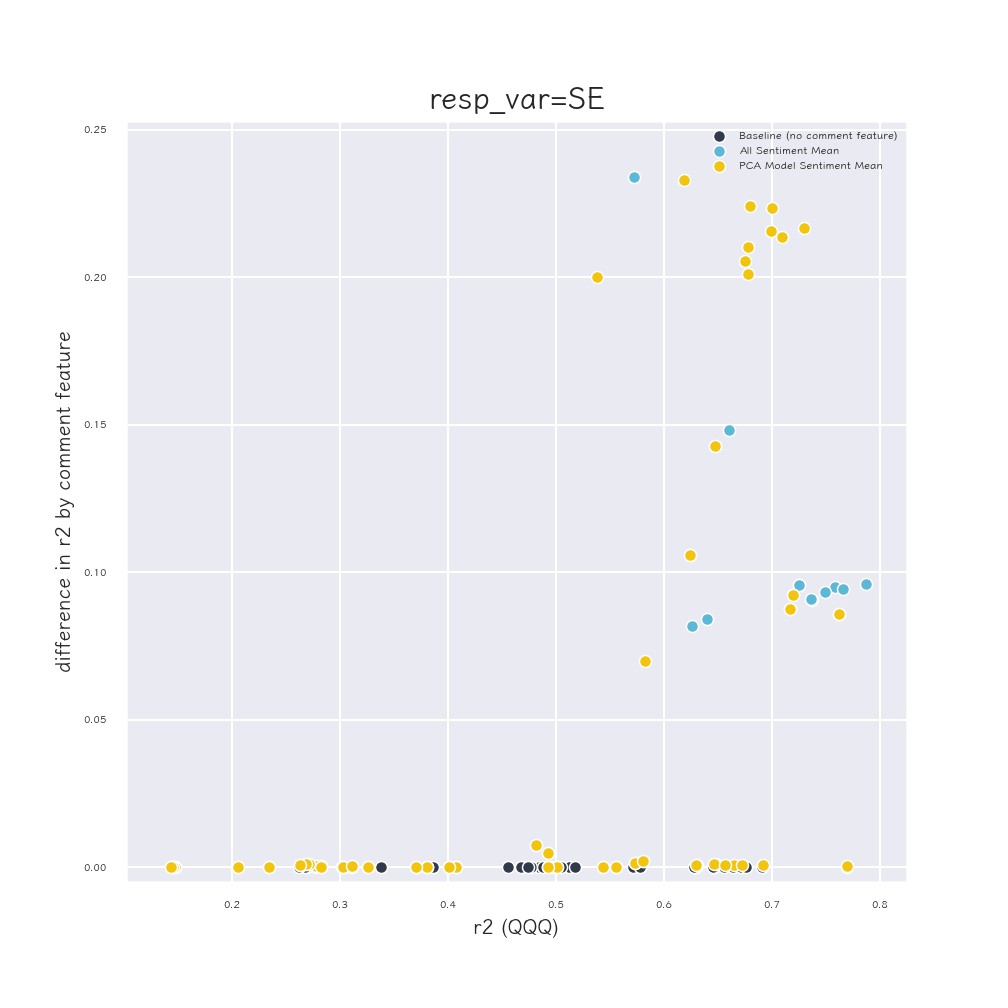 resp_var=SE
Baseline (no comment feature)
All Sentiment Mean
PCA Model Sentiment Mean
0.25
0.20
0.15
0.10
0.05
0.00
difference in r2 by comment feature
0.2 0.3 0.4 0.5 0.6 0.7 0.8
r2 (QQQ)